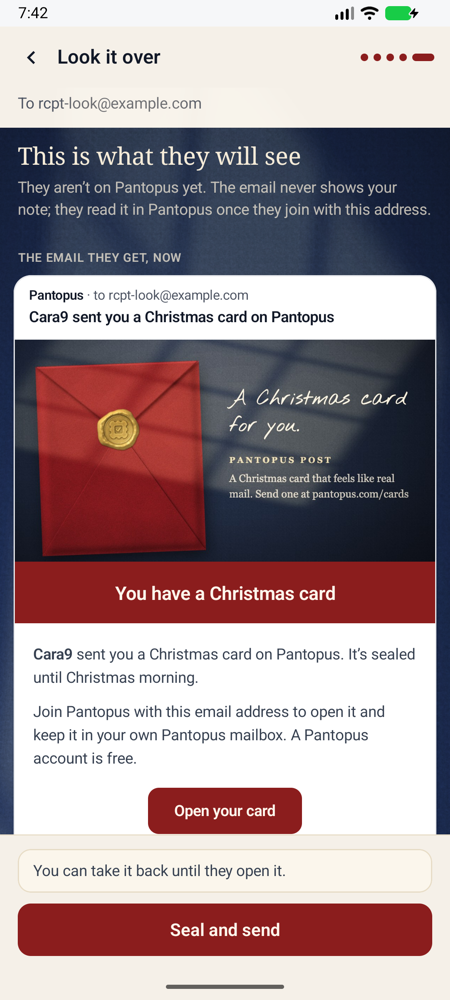 7:42
Look it over
To rcpt-look@example.com
This is what they will see
They aren’t on Pantopus yet. The email never shows your
note; they read it in Pantopus once they join with this address.
THE EMAIL THEY GET, NOW
Pantopus · to rcpt-look@example.com
Cara9 sent you a Christmas card on Pantopus
A Christmas card
for you.
PANTOPUS POST
A Christmas card that feels like real
mail. Send one at pantopus.com/cards
You have a Christmas card
Cara9 sent you a Christmas card on Pantopus. It’s sealed
until Christmas morning.
Join Pantopus with this email address to open it and
keep it in your own Pantopus mailbox. A Pantopus
account is free.
Open your card
You can take it back until they open it.
Seal and send